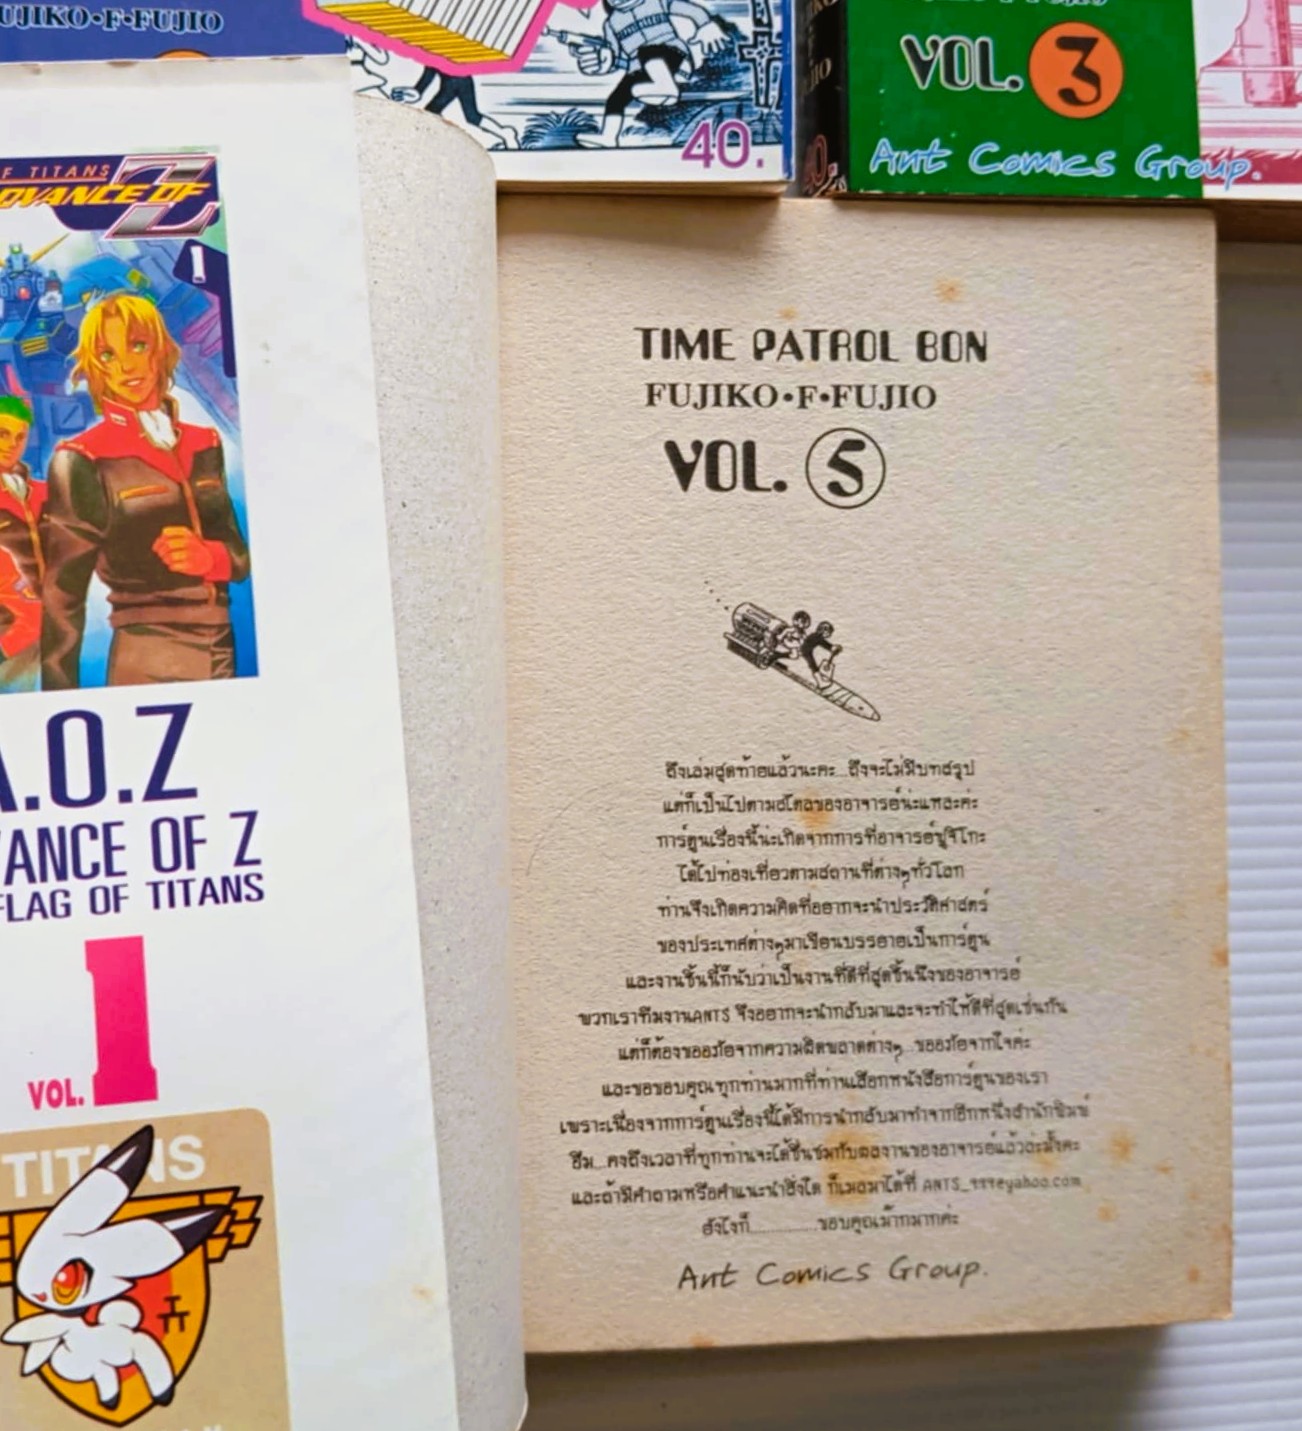 FUJIKO•F•FUJIO
40.
VOL. 3
Ant Comics Group.
F TITANS
ADVANCE OF Z
1
A.O.Z
VANCE OF Z
FLAG OF TITANS
VOL. 1
TITANS
TIME PATROL BON
FUJIKO•F•FUJIO
VOL. 5
ถึงเล่มสุดท้ายแล้วนะคะ...ถึงจะไม่มีบทสรุป
แต่ก็เป็นไปตามสไตลของอาจารย์น่ะแหละค่ะ
การ์ตูนเรื่องนี้น่ะเกิดจากการที่อาจารย์ฟูจิโกะ
ได้ไปท่องเที่ยวตามสถานที่ต่างๆทั่วโลก
ท่านจึงเกิดความคิดที่อยากจะนำประวัติศาสตร์
ของประเทศต่างๆมาเขียนบรรยายเป็นการ์ตูน
และงานชิ้นนี้ก็นับว่าเป็นงานที่ดีที่สุดชิ้นนึงของอาจารย์
พวกเราทีมงานANTS จึงอยากจะนำกลับมาและจะทำให้ดีที่สุดเช่นกัน
แต่ก็ต้องขออภัยจากความผิดพลาดต่างๆ...ขออภัยจากใจค่ะ
และขอขอบคุณทุกท่านมากที่ท่านเลือกหนังสือการ์ตูนของเรา
เพราะเนื่องจากการ์ตูนเรื่องนี้ได้มีการนำกลับมาทำจากอีกหนึ่งสำนักพิมพ์
ฮืม...คงถึงเวลาที่ทุกท่านจะได้ชื่นชมกับผลงานของอาจารย์แล้วล่ะมั้งคะ
และถ้ามีคำถามหรือคำแนะนำสิ่งใด ก็เมลมาได้ที่ ANTS_
ยังไงก็...............ขอบคุณม้ากมากค่ะ
Ant Comics Group.